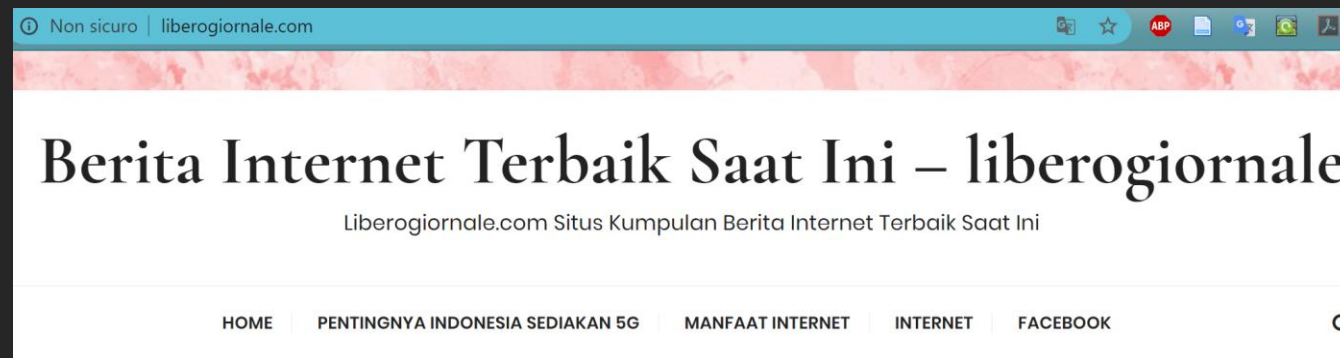 Non sicuro | liberogiornale.com
ABP
Berita Internet Terbaik Saat Ini – liberogiornale
Liberogiornale.com Situs Kumpulan Berita Internet Terbaik Saat Ini
HOME PENTINGNYA INDONESIA SEDIAKAN 5G MANFAAT INTERNET INTERNET FACEBOOK